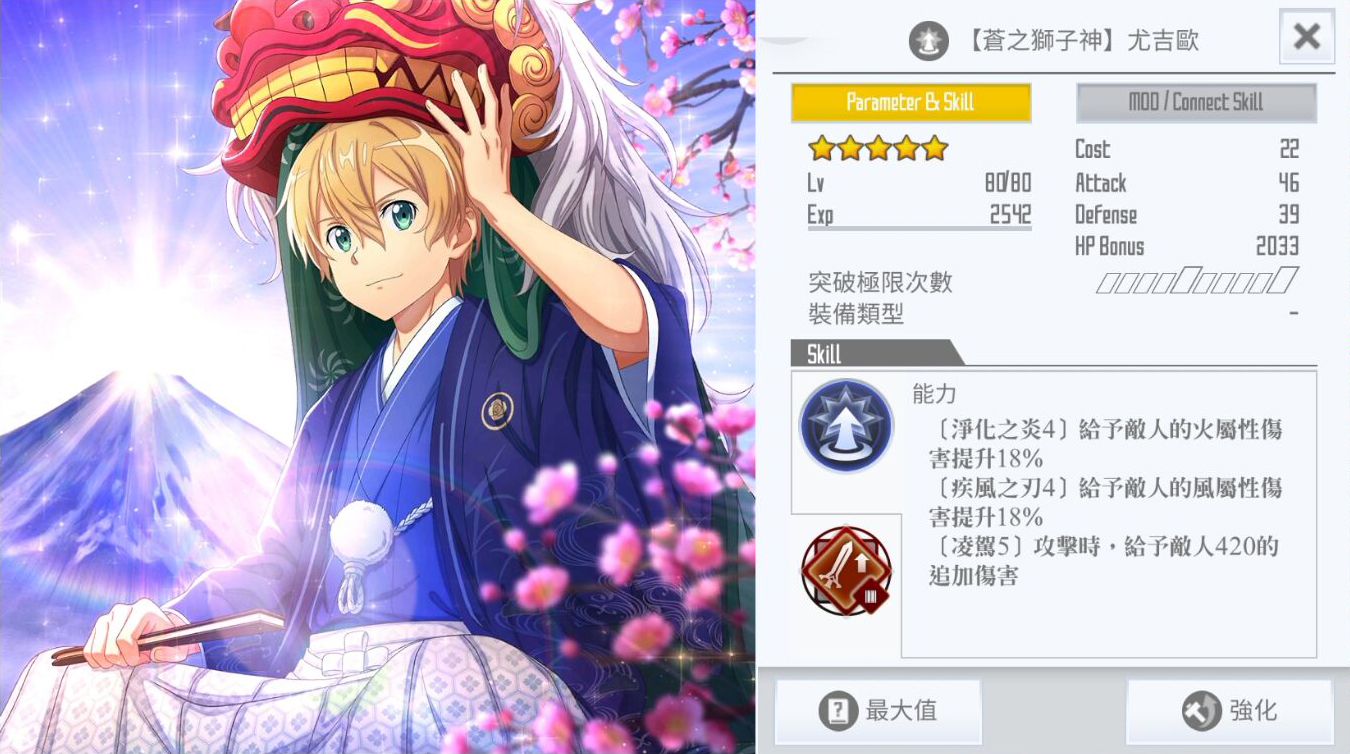 【蒼之獅子神】尤吉歐
Parameter & Skill
MOD / Connect Skill
Lv 80/80
Exp 2542
Cost 22
Attack 46
Defense 39
HP Bonus 2033
突破極限次數
裝備類型 -
Skill
能力
〔淨化之炎4〕給予敵人的火屬性傷
害提升18%
〔疾風之刃4〕給予敵人的風屬性傷
害提升18%
〔凌駕5〕攻擊時，給予敵人420的
追加傷害
最大值
強化